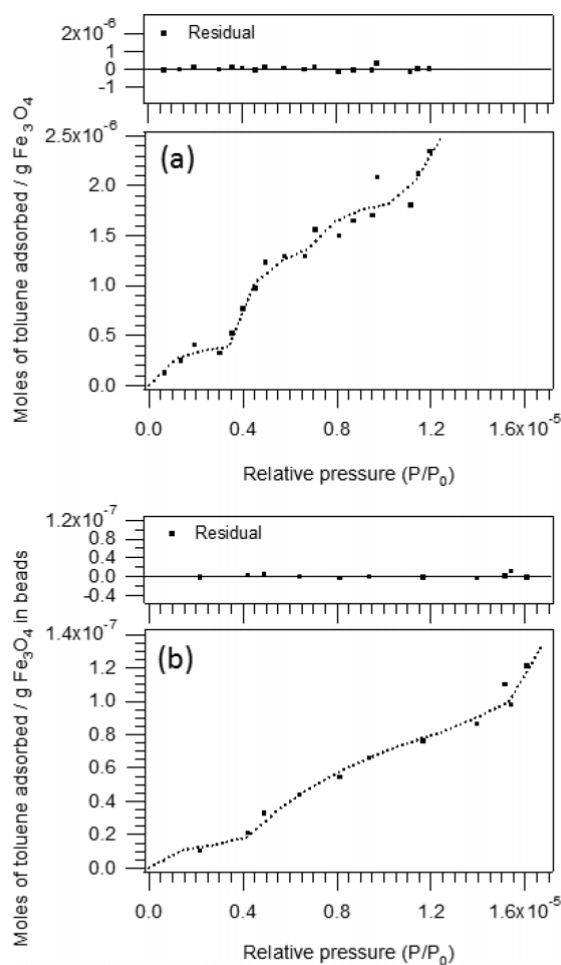 2x10⁻⁶
1
0
-1
Residual
Moles of toluene adsorbed / g Fe₃O₄
2.5x10⁻⁶
2.0
1.5
1.0
0.5
0.0
(a)
0.0 0.4 0.8 1.2 1.6x10⁻⁵
Relative pressure (P/P₀)
1.2x10⁻⁷
0.8
0.4
0.0
-0.4
Residual
Moles of toluene adsorbed / g Fe₃O₄ in beads
1.4x10⁻⁷
1.2
1.0
0.8
0.6
0.4
0.2
0.0
(b)
0.0 0.4 0.8 1.2 1.6x10⁻⁵
Relative pressure (P/P₀)